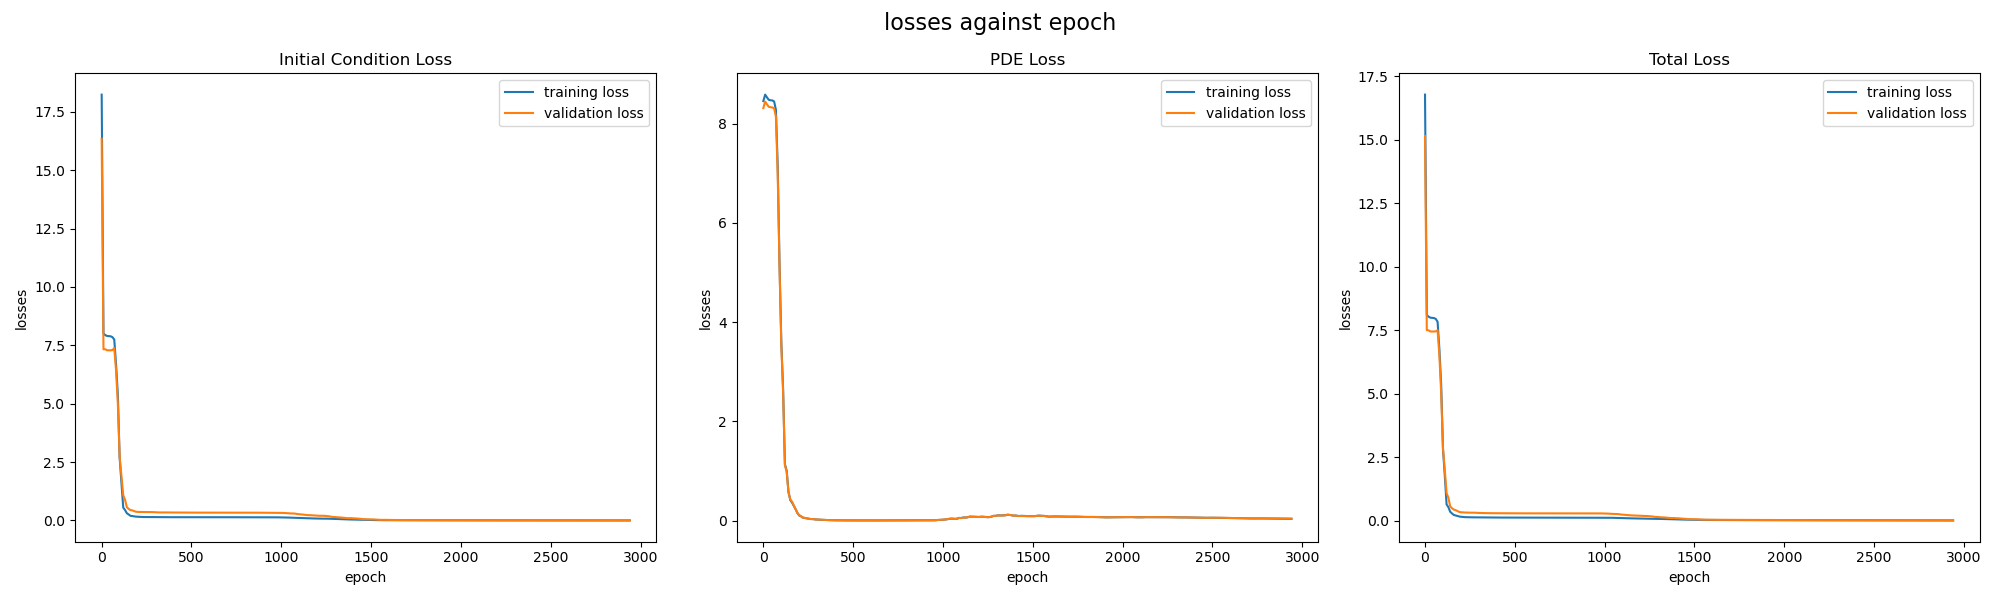 losses against epoch
Initial Condition Loss
training loss
validation loss
17.5
15.0
12.5
10.0
7.5
5.0
2.5
0.0
losses
0 500 1000 1500 2000 2500 3000
epoch
PDE Loss
training loss
validation loss
8
6
4
2
0
losses
0 500 1000 1500 2000 2500 3000
epoch
Total Loss
training loss
validation loss
17.5
15.0
12.5
10.0
7.5
5.0
2.5
0.0
losses
0 500 1000 1500 2000 2500 3000
epoch